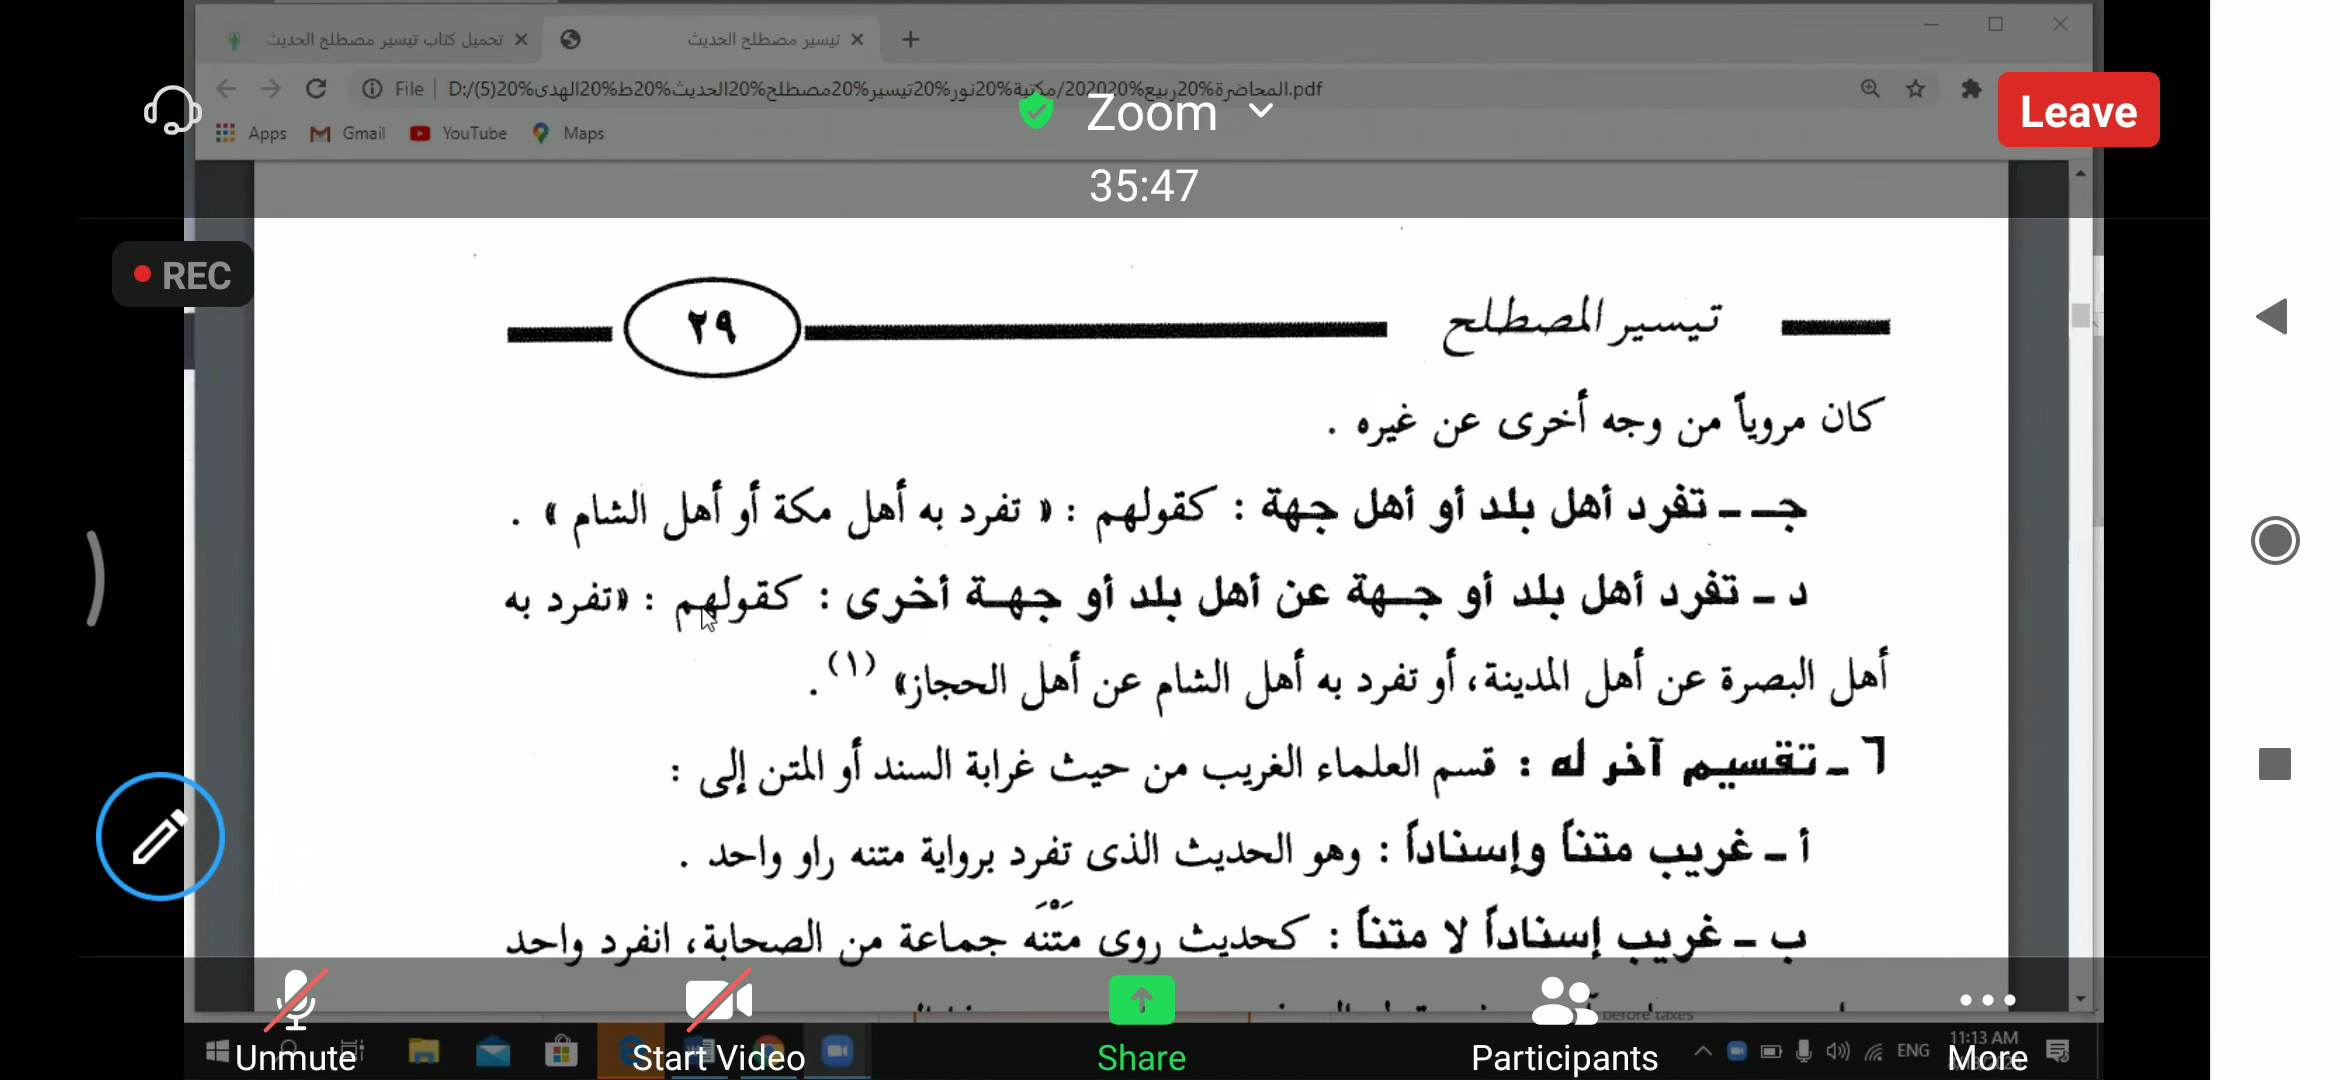 تحميل كتاب تيسير مصطلح الحديث
تيسير مصطلح الحديث
File
Zoom
Leave
Apps
Gmail
YouTube
Maps
35:47
REC
٢٩
تيسير المصطلح
كان مروياً من وجه أخرى عن غيره .
جـ ـ تفرد أهل بلد أو أهل جهة : كقولهم : « تفرد به أهل مكة أو أهل الشام » .
د ـ تفرد أهل بلد أو جهة عن أهل بلد أو جهة أخرى : كقولهم : «تفرد به
أهل البصرة عن أهل المدينة، أو تفرد به أهل الشام عن أهل الحجاز» (١) .
٦ ـ تقسيم آخر له : قسم العلماء الغريب من حيث غرابة السند أو المتن إلى :
أ ـ غريب متناً وإسناداً : وهو الحديث الذى تفرد برواية متنه راو واحد .
ب ـ غريب إسناداً لا متناً : كحديث روى مَتْنَه جماعة من الصحابة، انفرد واحد
before taxes
Unmute
Start Video
Share
Participants
More
ENG
11:13 AM